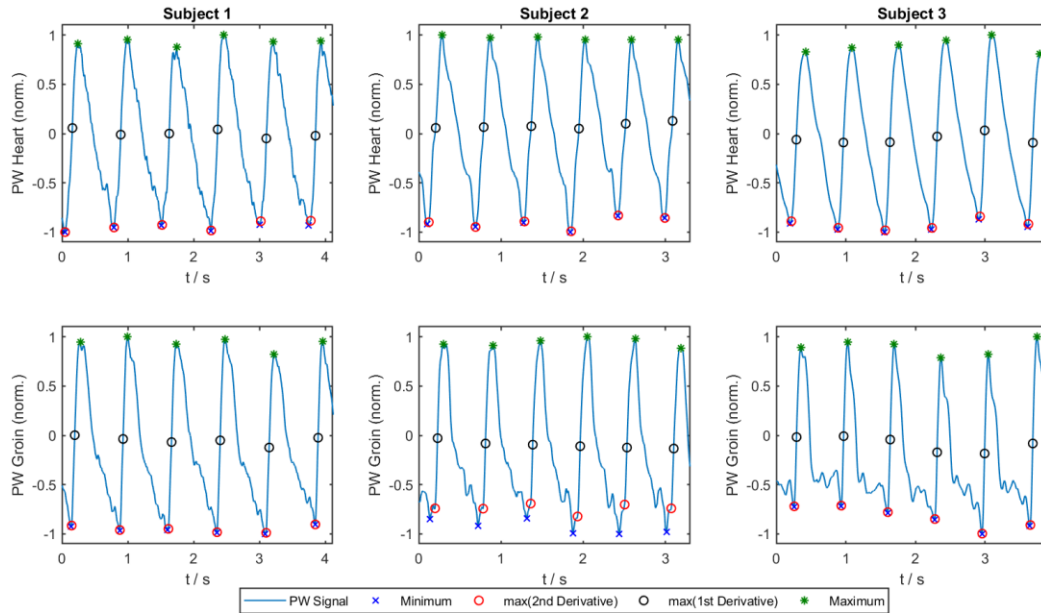 Subject 1
Subject 2
Subject 3
PW Heart (norm.)
1
0.5
0
-0.5
-1
0 1 2 3 4
t / s
PW Heart (norm.)
1
0.5
0
-0.5
-1
0 1 2 3
t / s
PW Heart (norm.)
1
0.5
0
-0.5
-1
0 1 2 3
t / s
PW Groin (norm.)
1
0.5
0
-0.5
-1
0 1 2 3 4
t / s
PW Groin (norm.)
1
0.5
0
-0.5
-1
0 1 2 3
t / s
PW Groin (norm.)
1
0.5
0
-0.5
-1
0 1 2 3
t / s
PW Signal Minimum max(2nd Derivative) max(1st Derivative) Maximum